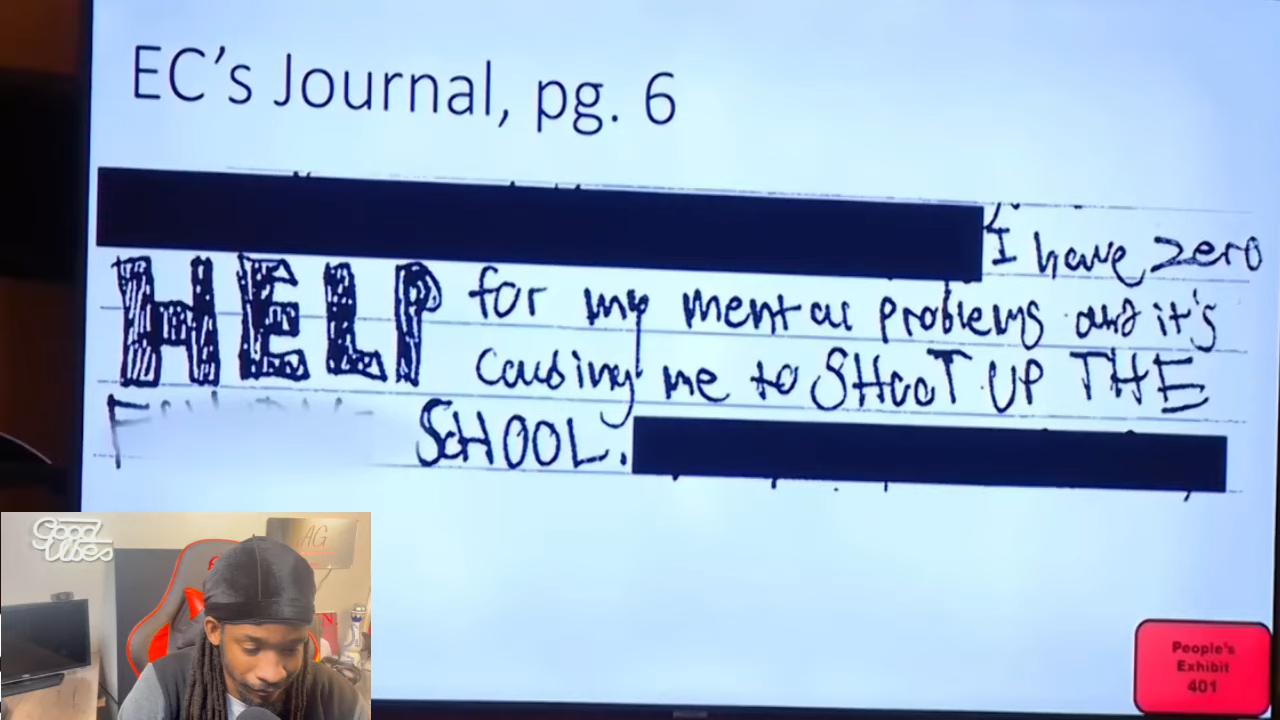 EC's Journal, pg. 6
I have zero
HELP for my mental problems and it's
causing me to SHOOT UP THE
SCHOOL.
Good
Vibes
AG
People's
Exhibit
401